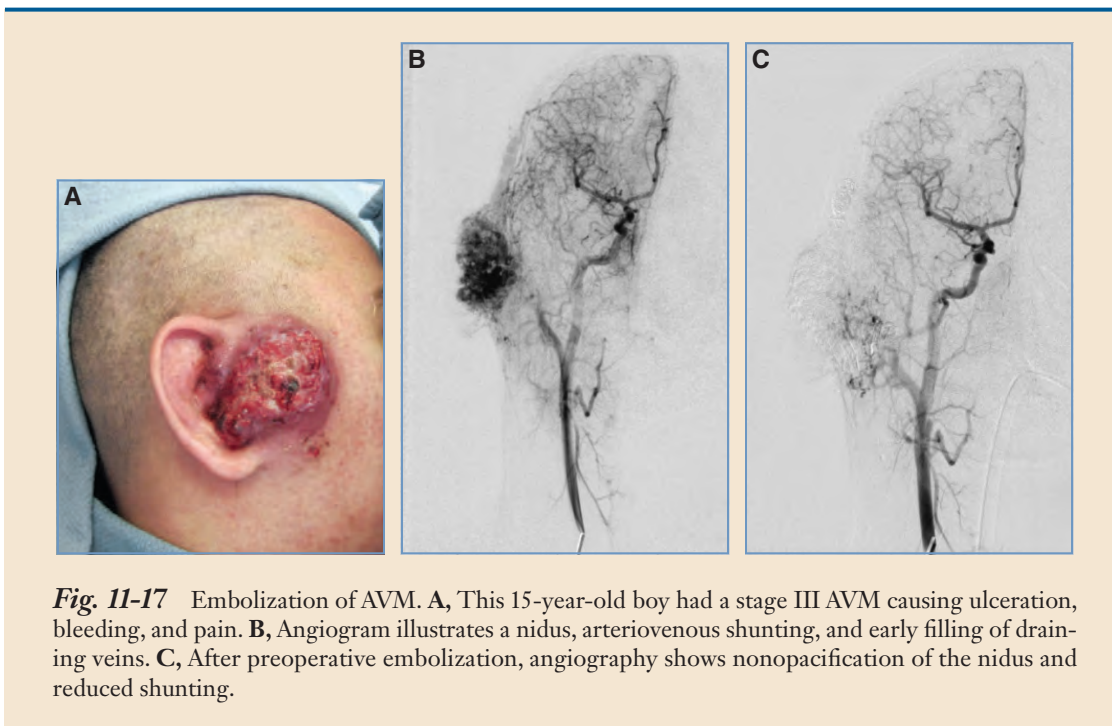 A
B
C
Fig. 11-17 Embolization of AVM. A, This 15-year-old boy had a stage III AVM causing ulceration,
bleeding, and pain. B, Angiogram illustrates a nidus, arteriovenous shunting, and early filling of drain-
ing veins. C, After preoperative embolization, angiography shows nonopacification of the nidus and
reduced shunting.